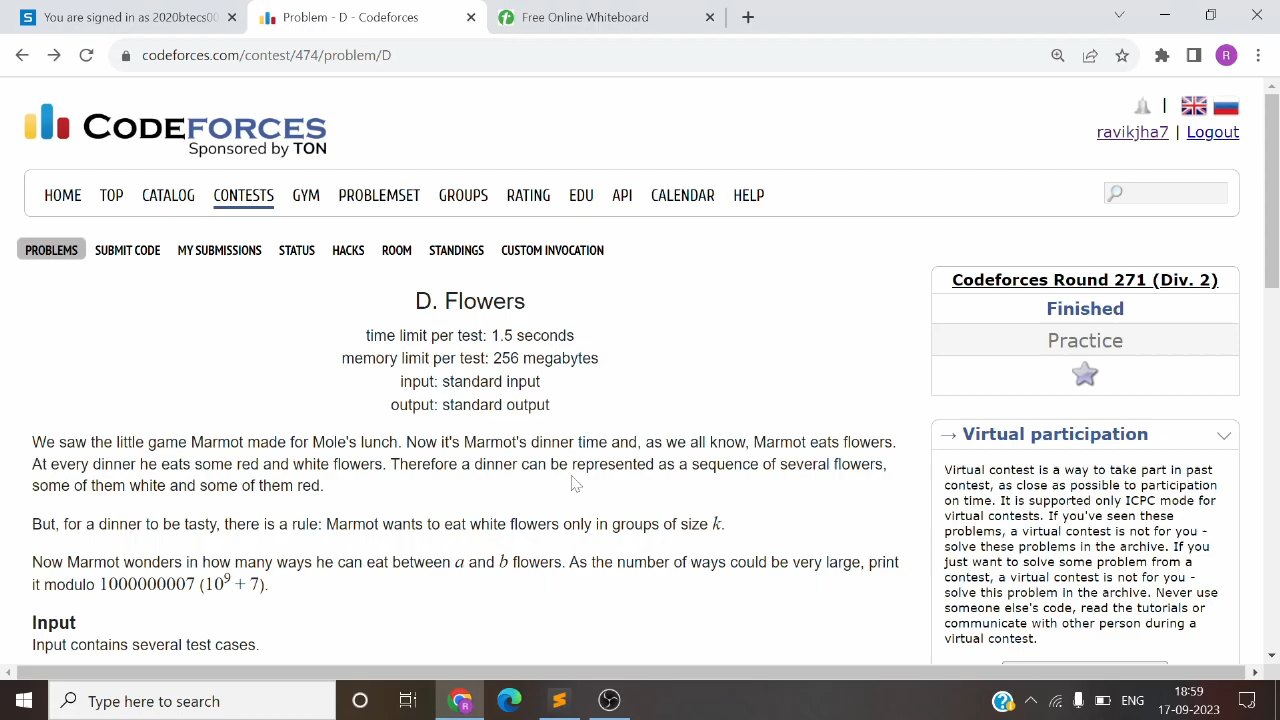 You are signed in as 2020btecs00
Problem - D - Codeforces
Free Online Whiteboard
codeforces.com/contest/474/problem/D
R
CODEFORCES
Sponsored by TON
ravikjha7 | Logout
HOME TOP CATALOG CONTESTS GYM PROBLEMSET GROUPS RATING EDU API CALENDAR HELP
PROBLEMS SUBMIT CODE MY SUBMISSIONS STATUS HACKS ROOM STANDINGS CUSTOM INVOCATION
D. Flowers
time limit per test: 1.5 seconds
memory limit per test: 256 megabytes
input: standard input
output: standard output
We saw the little game Marmot made for Mole's lunch. Now it's Marmot's dinner time and, as we all know, Marmot eats flowers.
At every dinner he eats some red and white flowers. Therefore a dinner can be represented as a sequence of several flowers,
some of them white and some of them red.
But, for a dinner to be tasty, there is a rule: Marmot wants to eat white flowers only in groups of size k.
Now Marmot wonders in how many ways he can eat between a and b flowers. As the number of ways could be very large, print
it modulo 1000000007 (10⁹ + 7).
Input
Input contains several test cases.
Codeforces Round 271 (Div. 2)
Finished
Practice
→ Virtual participation
Virtual contest is a way to take part in past
contest, as close as possible to participation
on time. It is supported only ICPC mode for
virtual contests. If you've seen these
problems, a virtual contest is not for you -
solve these problems in the archive. If you
just want to solve some problem from a
contest, a virtual contest is not for you -
solve this problem in the archive. Never use
someone else's code, read the tutorials or
communicate with other person during a
virtual contest.
Type here to search
ENG
18:59
17-09-2023